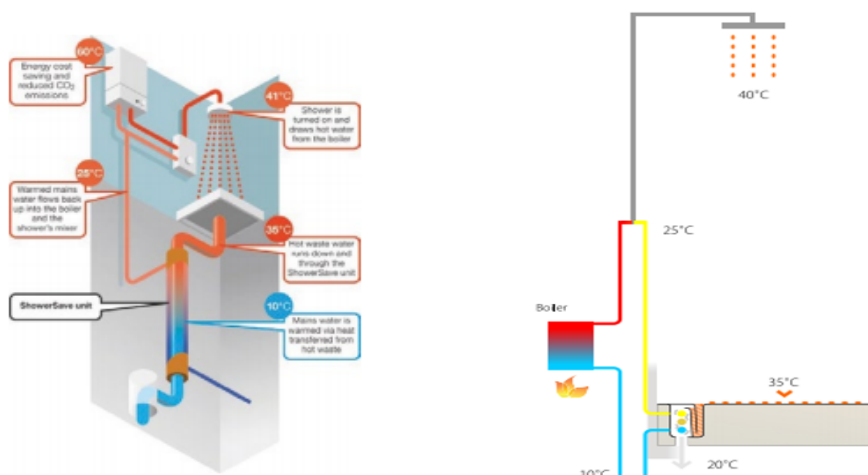 60°C
Energy cost
saving and
reduced CO₂
emissions
41°C
Shower is
turned on and
draws hot water
from the boiler
25°C
Warmed mains
water flows back
up into the boiler
and the
shower's mixer
35°C
Hot waste water
runs down and
through the
ShowerSave unit
ShowerSave unit
10°C
Mains water is
warmed via heat
transferred from
hot waste
40°C
25°C
Boiler
35°C
20°C
10°C